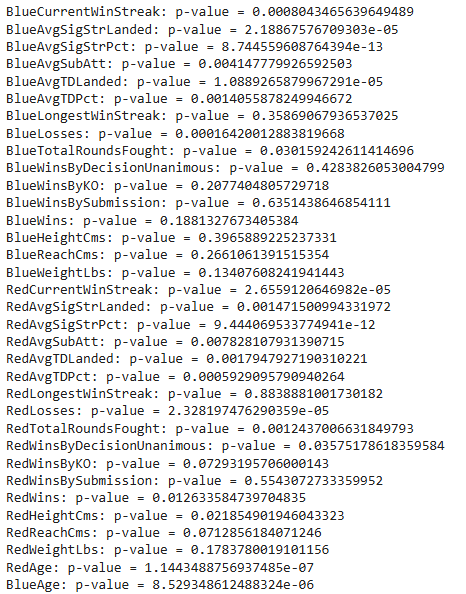 BlueCurrentWinStreak: p-value = 0.0008043465639649489
BlueAvgSigStrLanded: p-value = 2.18867576709303e-05
BlueAvgSigStrPct: p-value = 8.744559608764394e-13
BlueAvgSubAtt: p-value = 0.004147779926592503
BlueAvgTDLanded: p-value = 1.0889265879967291e-05
BlueAvgTDPct: p-value = 0.0014055878249946672
BlueLongestWinStreak: p-value = 0.35869067936537025
BlueLosses: p-value = 0.00016420012883819668
BlueTotalRoundsFought: p-value = 0.030159242611414696
BlueWinsByDecisionUnanimous: p-value = 0.4283826053004799
BlueWinsByKO: p-value = 0.2077404805729718
BlueWinsBySubmission: p-value = 0.6351438646854111
BlueWins: p-value = 0.1881327673405384
BlueHeightCms: p-value = 0.3965889225237331
BlueReachCms: p-value = 0.2661061391515354
BlueWeightLbs: p-value = 0.13407608241941443
RedCurrentWinStreak: p-value = 2.6559120646982e-05
RedAvgSigStrLanded: p-value = 0.001471500994331972
RedAvgSigStrPct: p-value = 9.444069533774941e-12
RedAvgSubAtt: p-value = 0.007828107931390715
RedAvgTDLanded: p-value = 0.0017947927190310221
RedAvgTDPct: p-value = 0.0005929095790940264
RedLongestWinStreak: p-value = 0.8838881001730182
RedLosses: p-value = 2.328197476290359e-05
RedTotalRoundsFought: p-value = 0.0012437006631849793
RedWinsByDecisionUnanimous: p-value = 0.03575178618359584
RedWinsByKO: p-value = 0.07293195706000143
RedWinsBySubmission: p-value = 0.5543072733359952
RedWins: p-value = 0.012633584739704835
RedHeightCms: p-value = 0.021854901946043323
RedReachCms: p-value = 0.0712856184071246
RedWeightLbs: p-value = 0.1783780019101156
RedAge: p-value = 1.1443488756937485e-07
BlueAge: p-value = 8.529348612488324e-06